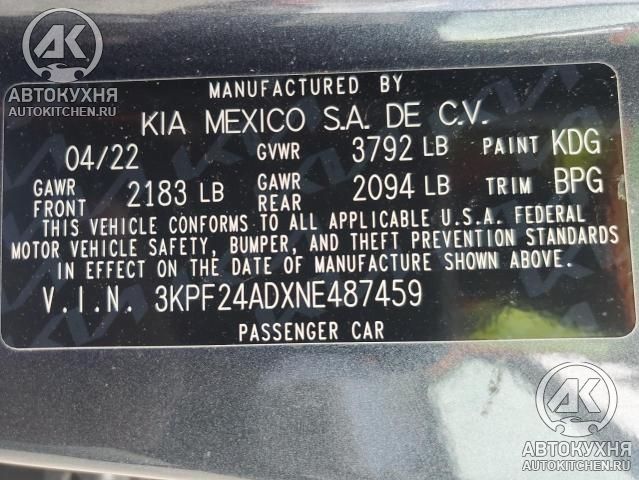 АК
АВТОКУХНЯ
AUTOKITCHEN.RU
MANUFACTURED BY
KIA MEXICO S.A. DE C.V.
04/22 GVWR 3792 LB PAINT KDG
GAWR FRONT 2183 LB GAWR REAR 2094 LB TRIM BPG
THIS VEHICLE CONFORMS TO ALL APPLICABLE U.S.A. FEDERAL
MOTOR VEHICLE SAFETY, BUMPER, AND THEFT PREVENTION STANDARDS
IN EFFECT ON THE DATE OF MANUFACTURE SHOWN ABOVE.
V.I.N. 3KPF24ADXNE487459
PASSENGER CAR
АК
АВТОКУХНЯ
AUTOKITCHEN.RU